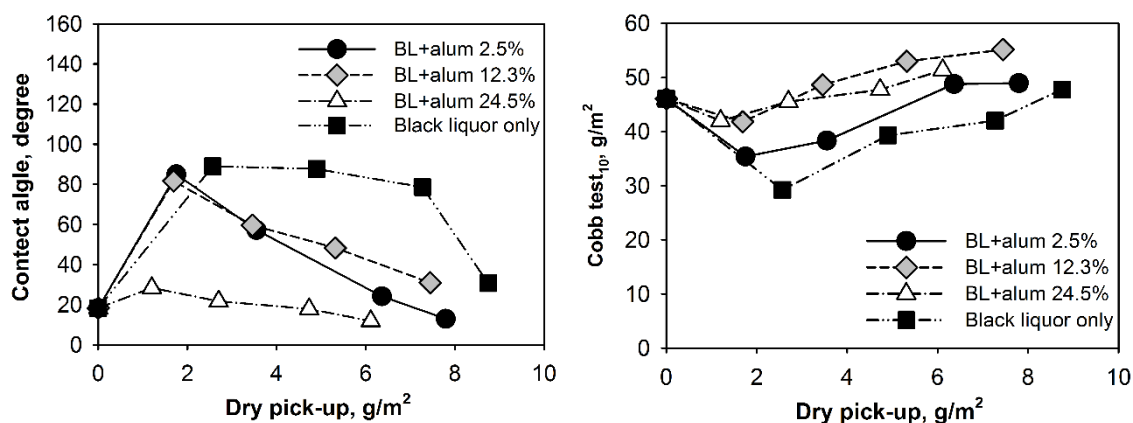 160
140
120
100
80
60
40
20
0
Contect algle, degree
BL+alum 2.5%
BL+alum 12.3%
BL+alum 24.5%
Black liquor only
0 2 4 6 8 10
Dry pick-up, g/m²
60
50
40
30
20
10
0
Cobb test₁₀, g/m²
BL+alum 2.5%
BL+alum 12.3%
BL+alum 24.5%
Black liquor only
0 2 4 6 8 10
Dry pick-up, g/m²